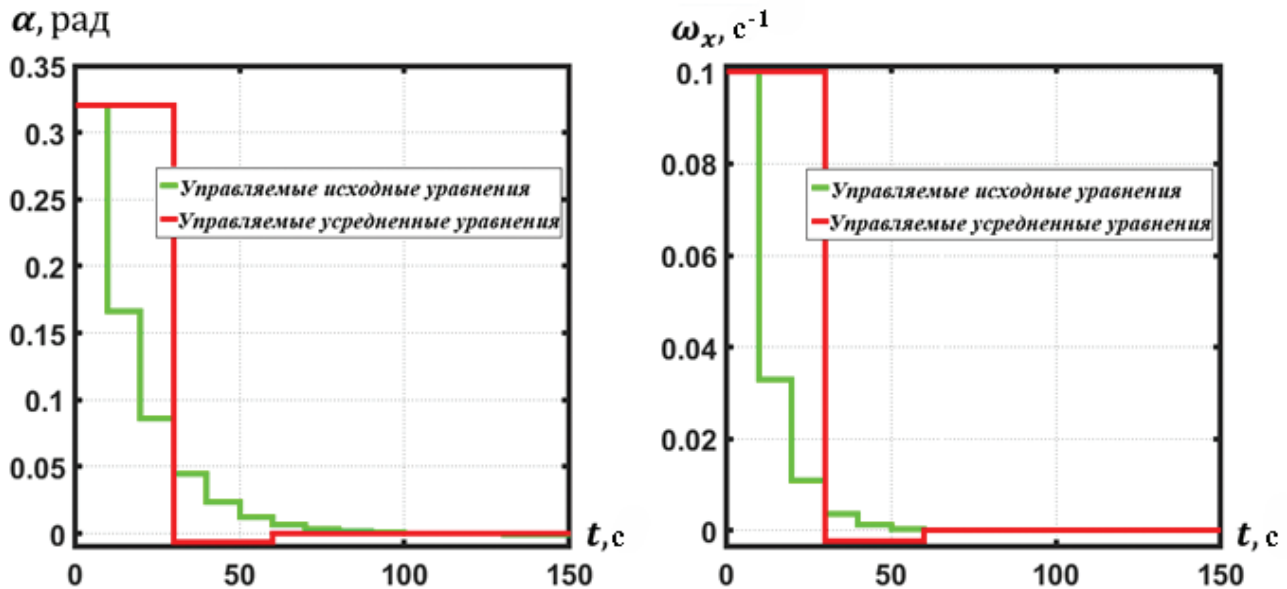 α, рад
0.35
0.3
0.25
0.2
0.15
0.1
0.05
0
0
50
100
150
t, с
Управляемые исходные уравнения
Управляемые усредненные уравнения
ωx, с-1
0.1
0.08
0.06
0.04
0.02
0
0
50
100
150
t, с
Управляемые исходные уравнения
Управляемые усредненные уравнения